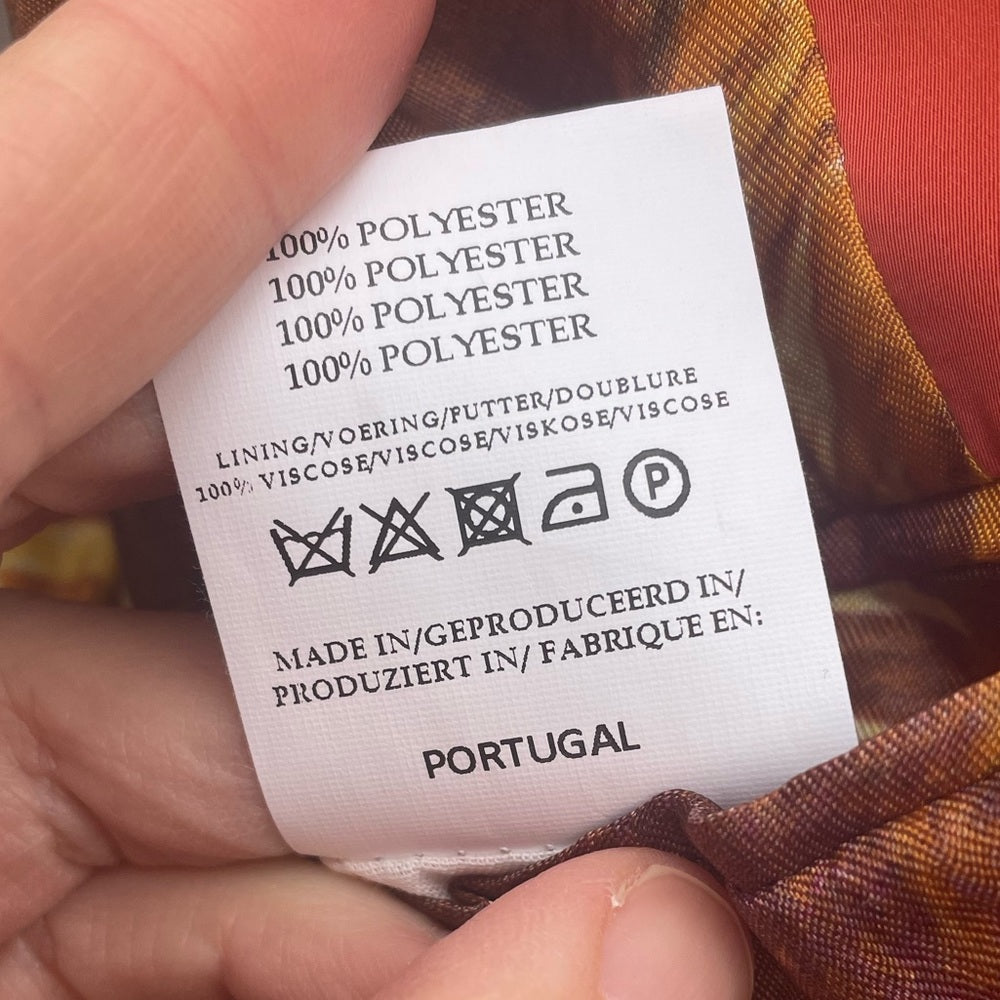 100% POLYESTER
100% POLYESTER
100% POLYESTER
100% POLYESTER
LINING/VOERING/FUTTER/DOUBLURE
100% VISCOSE/VISCOSE/VISKOSE/VISCOSE
P
MADE IN/GEPRODUCEERD IN/
PRODUZIERT IN/ FABRIQUE EN:
PORTUGAL